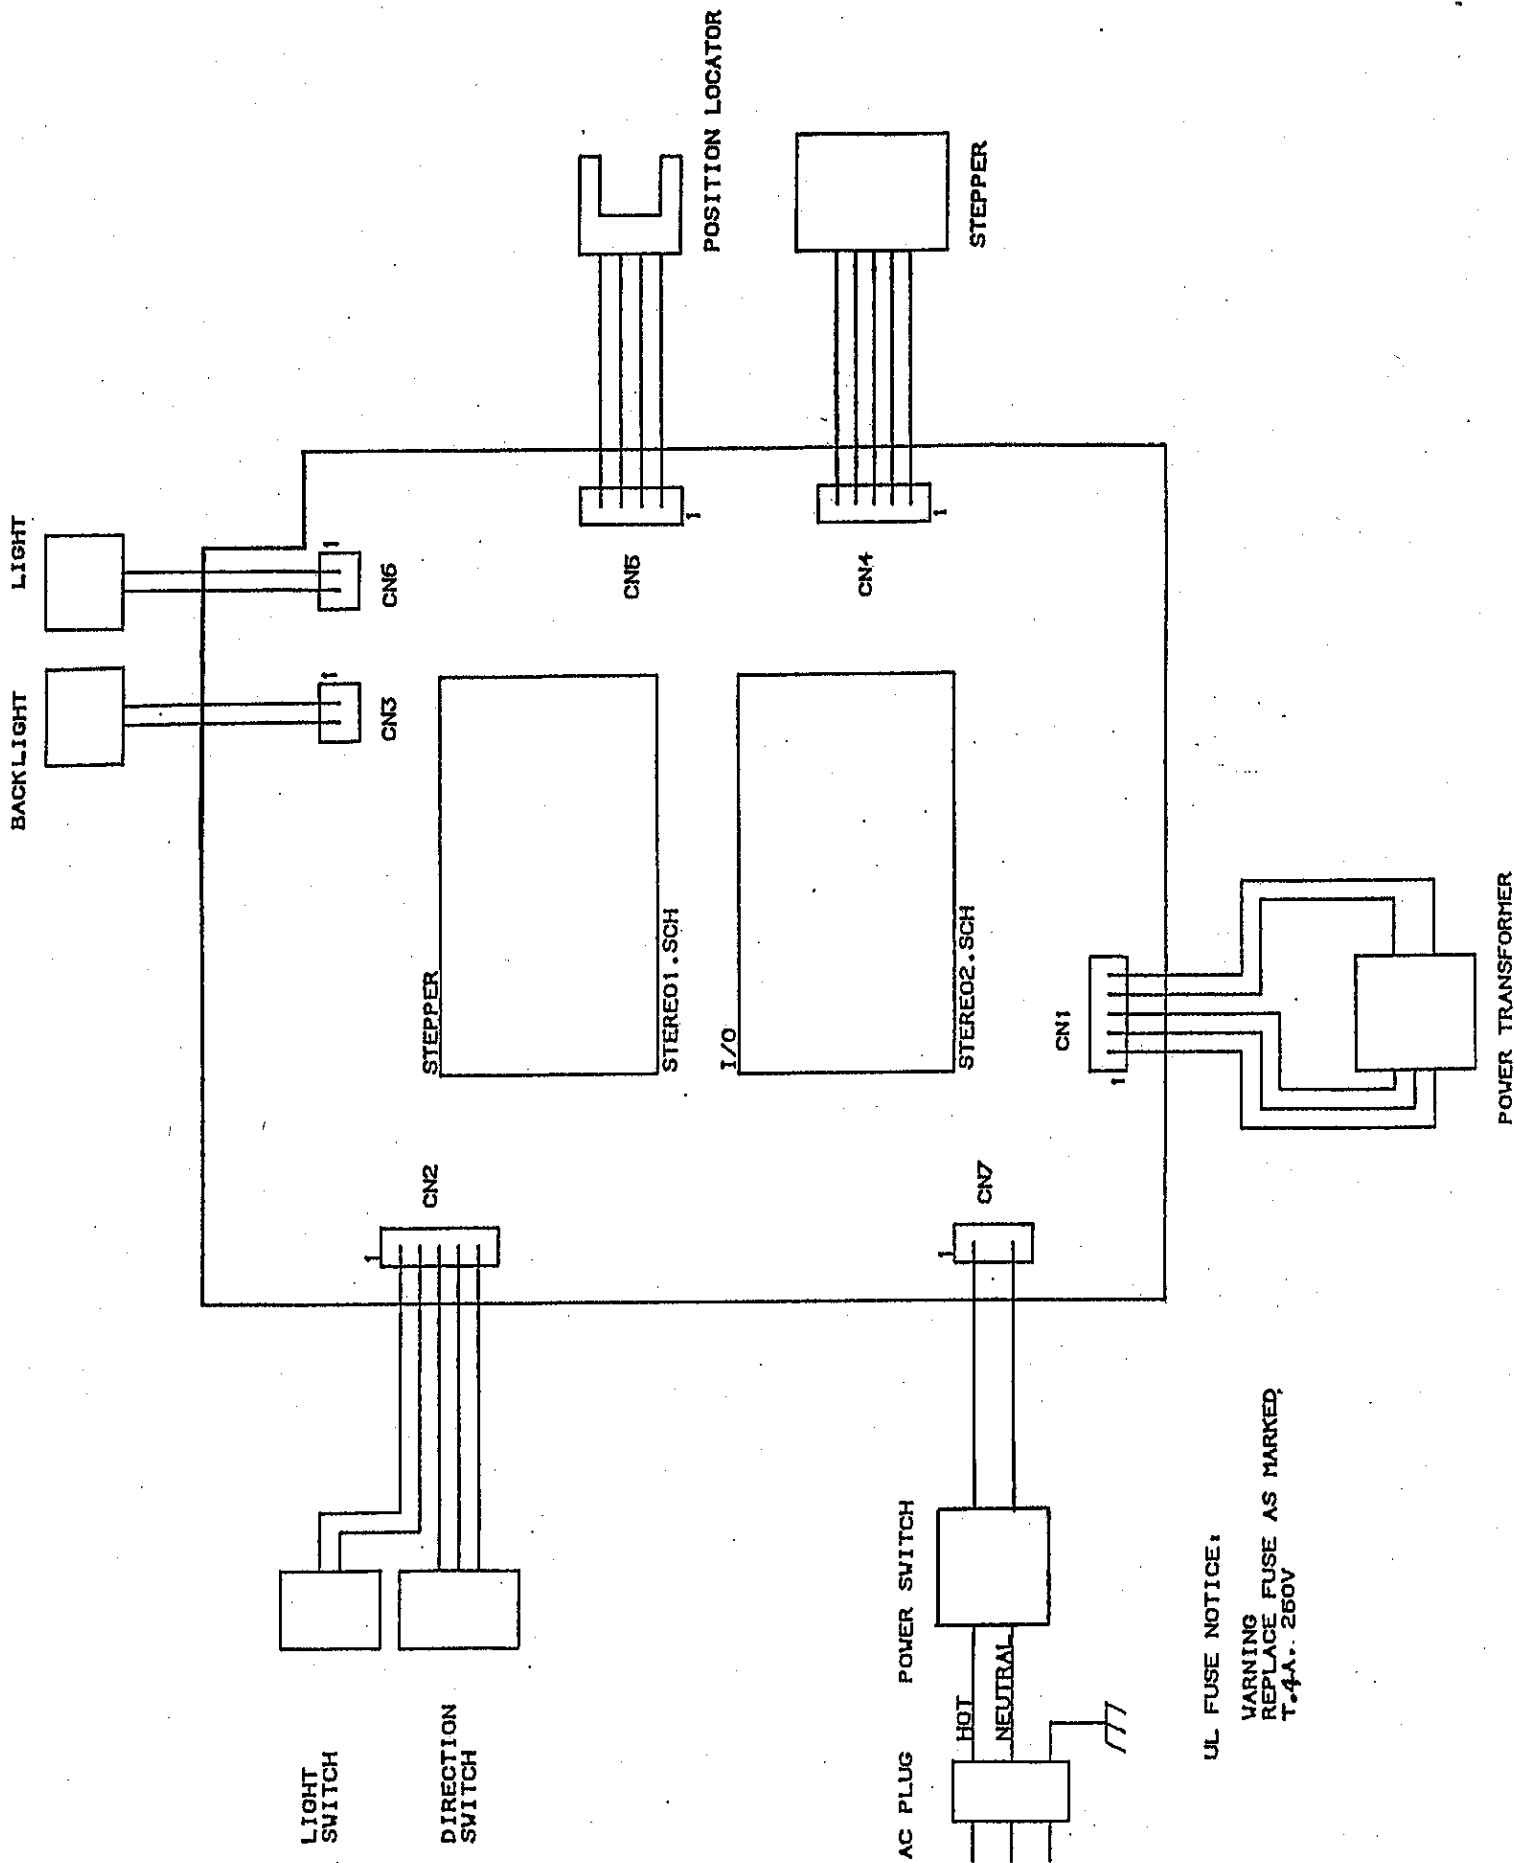 LIGHT
SWITCH
DIRECTION
SWITCH
BACKLIGHT
LIGHT
1
CN2
1
CN3
1
CN6
STEPPER
STEREO1.SCH
I/O
STEREO2.SCH
CN5
1
POSITION LOCATOR
CN4
1
STEPPER
AC PLUG
HOT
NEUTRAL
POWER SWITCH
1
CN7
CN1
1
POWER TRANSFORMER
UL FUSE NOTICE:
WARNING
REPLACE FUSE AS MARKED,
T.4A.. 250V